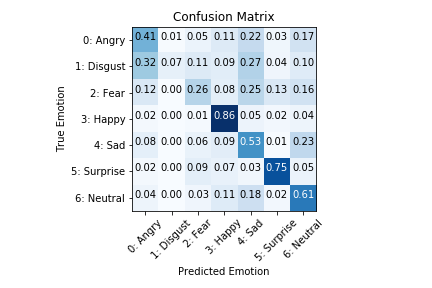 Confusion Matrix
True Emotion
0: Angry 0.41 0.01 0.05 0.11 0.22 0.03 0.17
1: Disgust 0.32 0.07 0.11 0.09 0.27 0.04 0.10
2: Fear 0.12 0.00 0.26 0.08 0.25 0.13 0.16
3: Happy 0.02 0.00 0.01 0.86 0.05 0.02 0.04
4: Sad 0.08 0.00 0.06 0.09 0.53 0.01 0.23
5: Surprise 0.02 0.00 0.09 0.07 0.03 0.75 0.05
6: Neutral 0.04 0.00 0.03 0.11 0.18 0.02 0.61
0: Angry 1: Disgust 2: Fear 3: Happy 4: Sad 5: Surprise 6: Neutral
Predicted Emotion